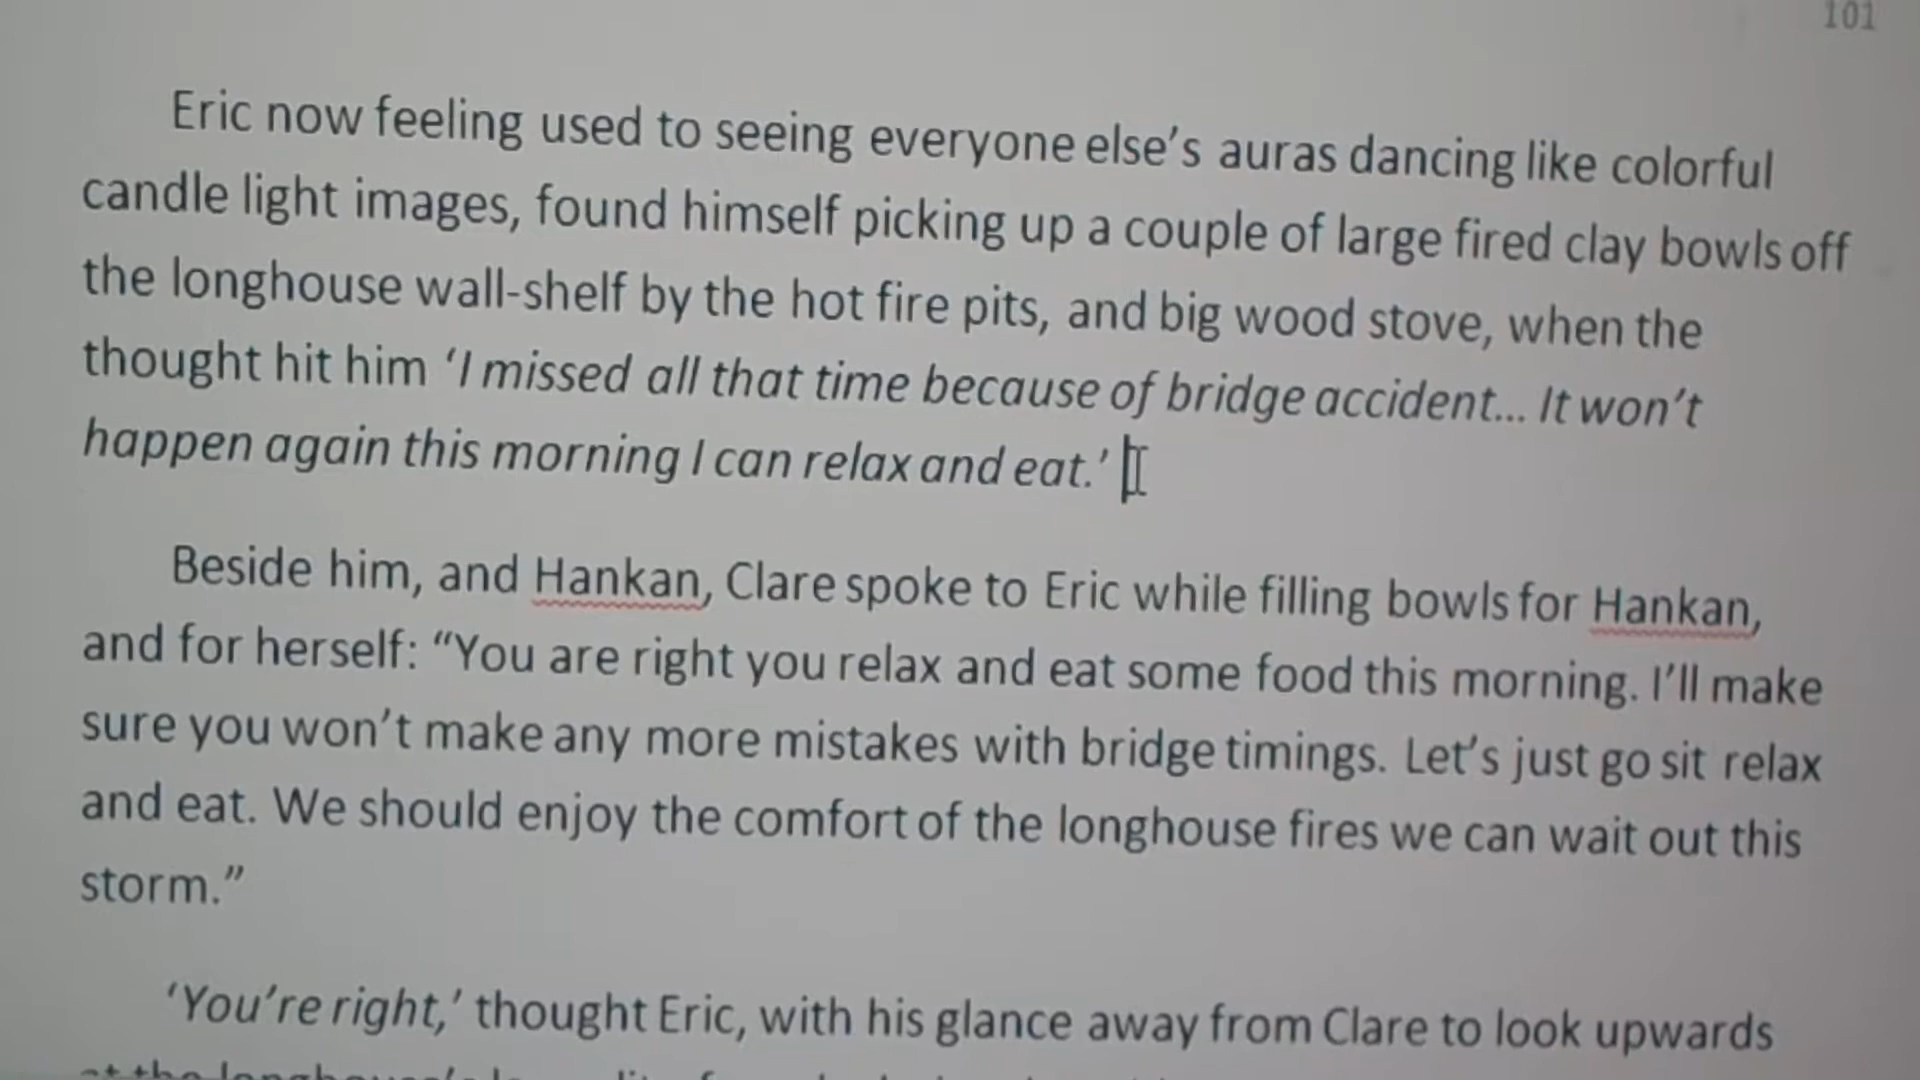 101
Eric now feeling used to seeing everyone else's auras dancing like colorful
candle light images, found himself picking up a couple of large fired clay bowls off
the longhouse wall-shelf by the hot fire pits, and big wood stove, when the
thought hit him ‘I missed all that time because of bridge accident... It won’t
happen again this morning I can relax and eat.’
Beside him, and Hankan, Clare spoke to Eric while filling bowls for Hankan,
and for herself: “You are right you relax and eat some food this morning. I’ll make
sure you won’t make any more mistakes with bridge timings. Let’s just go sit relax
and eat. We should enjoy the comfort of the longhouse fires we can wait out this
storm.”
‘You’re right,’ thought Eric, with his glance away from Clare to look upwards
at the longhouse’s